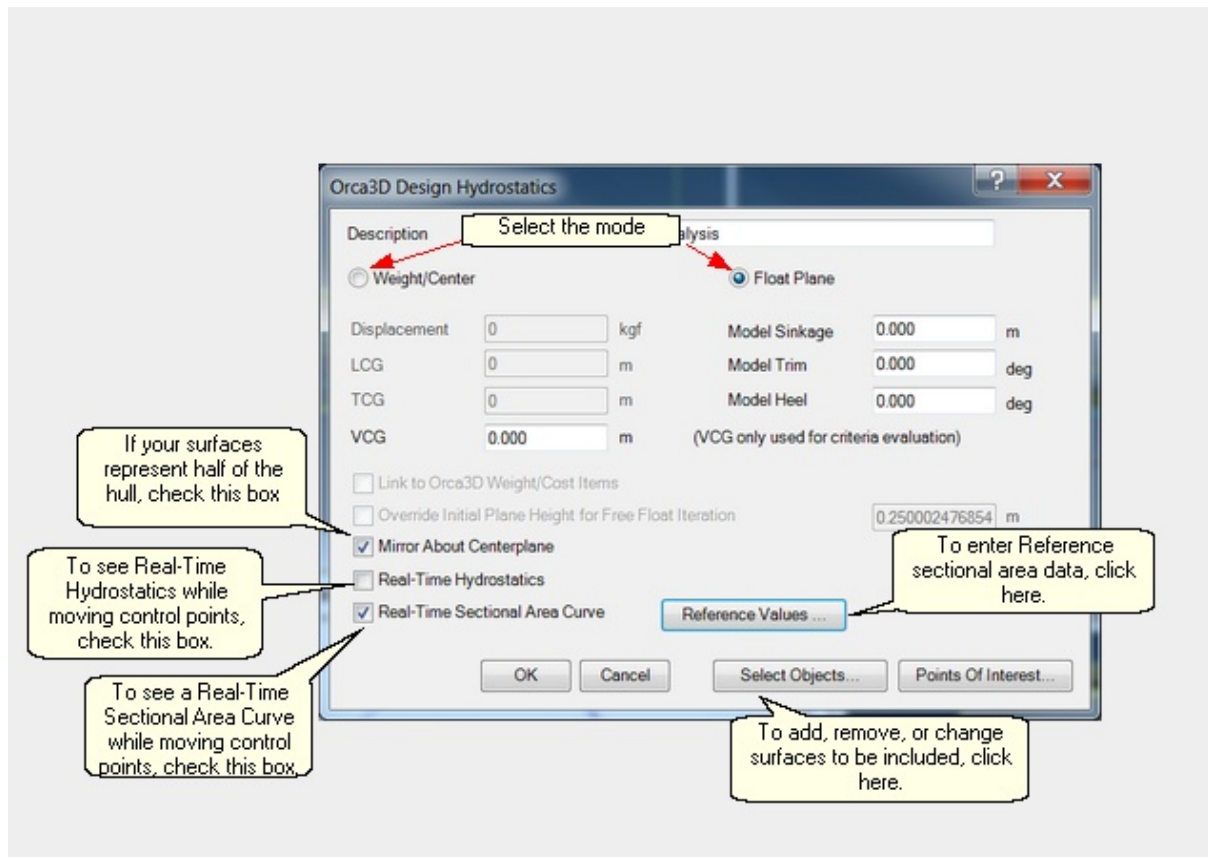 Orca3D Design Hydrostatics
Description
Select the mode
alysis
Weight/Center
Float Plane
Displacement 0 kgf Model Sinkage 0.000 m
LCG 0 m Model Trim 0.000 deg
TCG 0 m Model Heel 0.000 deg
VCG 0.000 m (VCG only used for criteria evaluation)
If your surfaces
represent half of the
hull, check this box
Link to Orca3D Weight/Cost Items
Override Initial Plane Height for Free Float Iteration 0.250002476854 m
Mirror About Centerplane
To enter Reference
sectional area data, click
here.
To see Real-Time
Hydrostatics while
moving control points,
check this box.
Real-Time Hydrostatics
Real-Time Sectional Area Curve
Reference Values ...
OK Cancel Select Objects... Points Of Interest...
To see a Real-Time
Sectional Area Curve
while moving control
points, check this box.
To add, remove, or change
surfaces to be included, click
here.